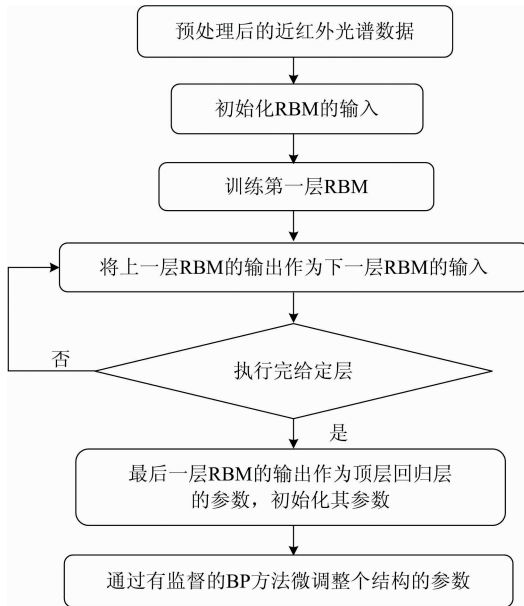 预处理后的近红外光谱数据
初始化RBM的输入
训练第一层RBM
将上一层RBM的输出作为下一层RBM的输入
否
执行完给定层
是
最后一层RBM的输出作为顶层回归层
的参数，初始化其参数
通过有监督的BP方法微调整个结构的参数